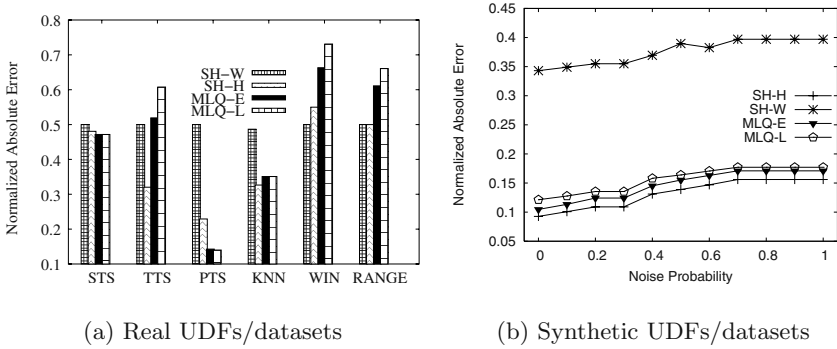 Normalized Absolute Error
0.8
0.7
0.6
0.5
0.4
0.3
0.2
0.1
SH−W
SH−H
MLQ−E
MLQ−L
STS TTS PTS KNN WIN RANGE
(a) Real UDFs/datasets
Normalized Absolute Error
0.45
0.4
0.35
0.3
0.25
0.2
0.15
0.1
0.05
SH-H
SH-W
MLQ-E
MLQ-L
0 0.2 0.4 0.6 0.8 1
Noise Probability
(b) Synthetic UDFs/datasets